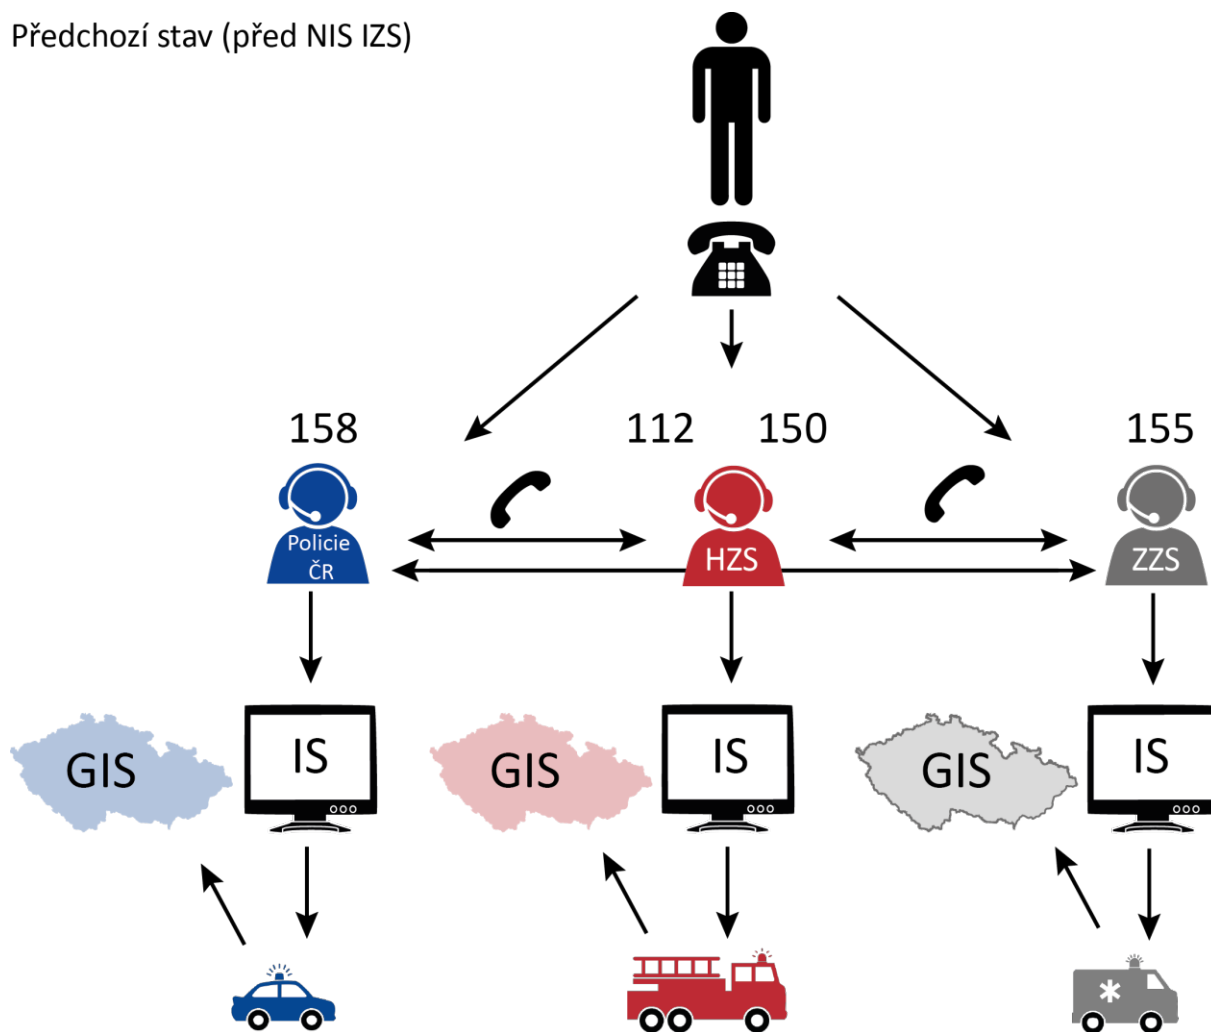 Předchozí stav (před NIS IZS)
158
112
150
155
Policie
ČR
HZS
ZZS
GIS
IS
GIS
IS
GIS
IS